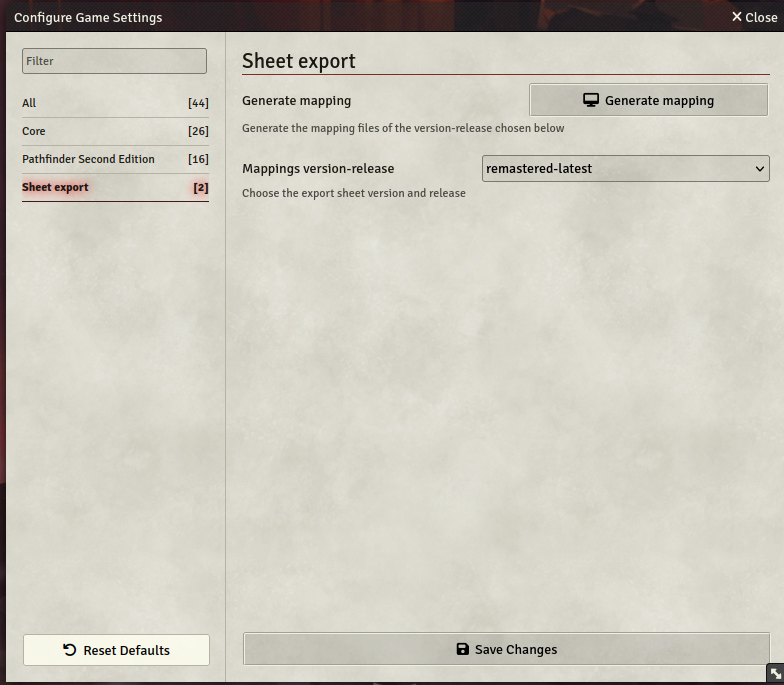 Configure Game Settings
Close
Filter
All [44]
Core [26]
Pathfinder Second Edition [16]
Sheet export [2]
Reset Defaults
Sheet export
Generate mapping
Generate mapping
Generate the mapping files of the version-release chosen below
Mappings version-release
remastered-latest
Choose the export sheet version and release
Save Changes